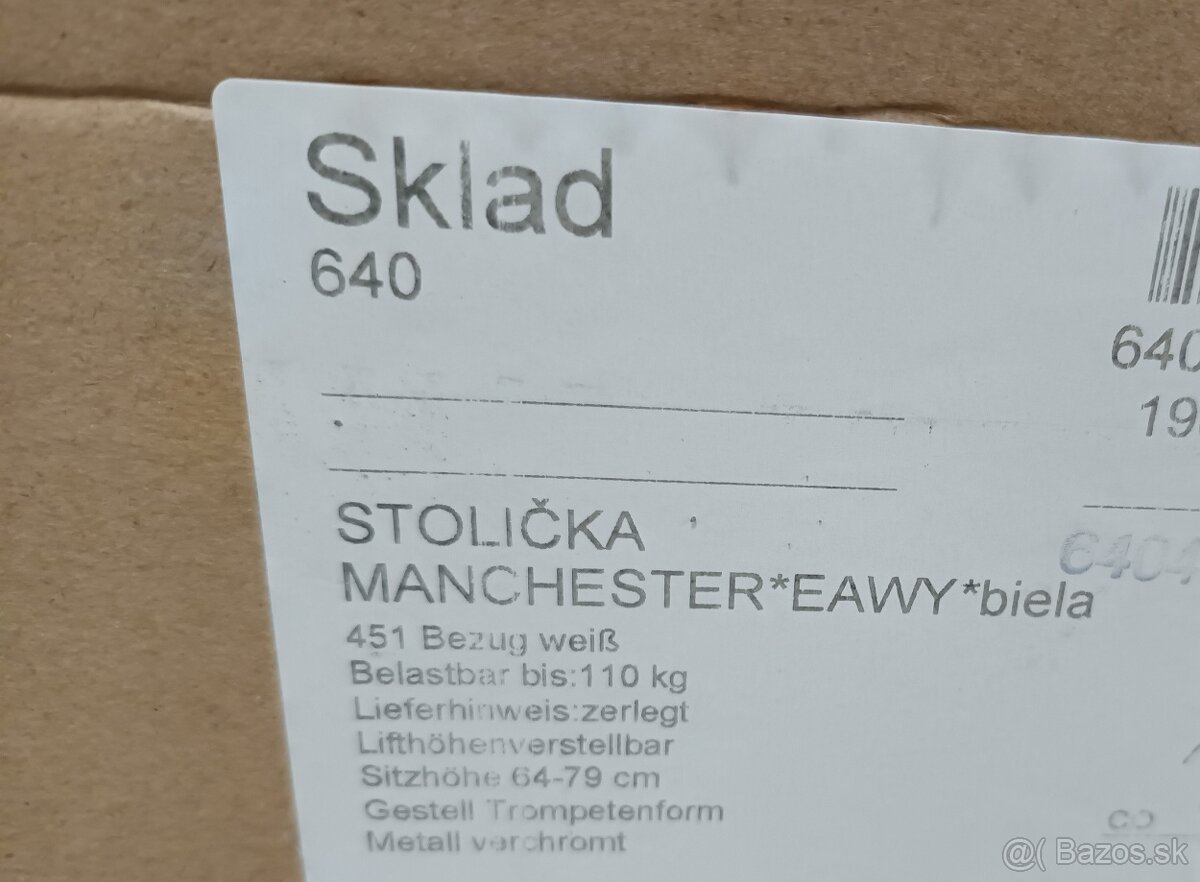 Sklad
640
640
19
STOLIČKA
MANCHESTER*EAWY*biela
6404
451 Bezug weiß
Belastbar bis:110 kg
Lieferhinweis:zerlegt
Lifthöhenverstellbar
Sitzhöhe 64-79 cm
Gestell Trompetenform
Metall verchromt
@( Bazos.sk